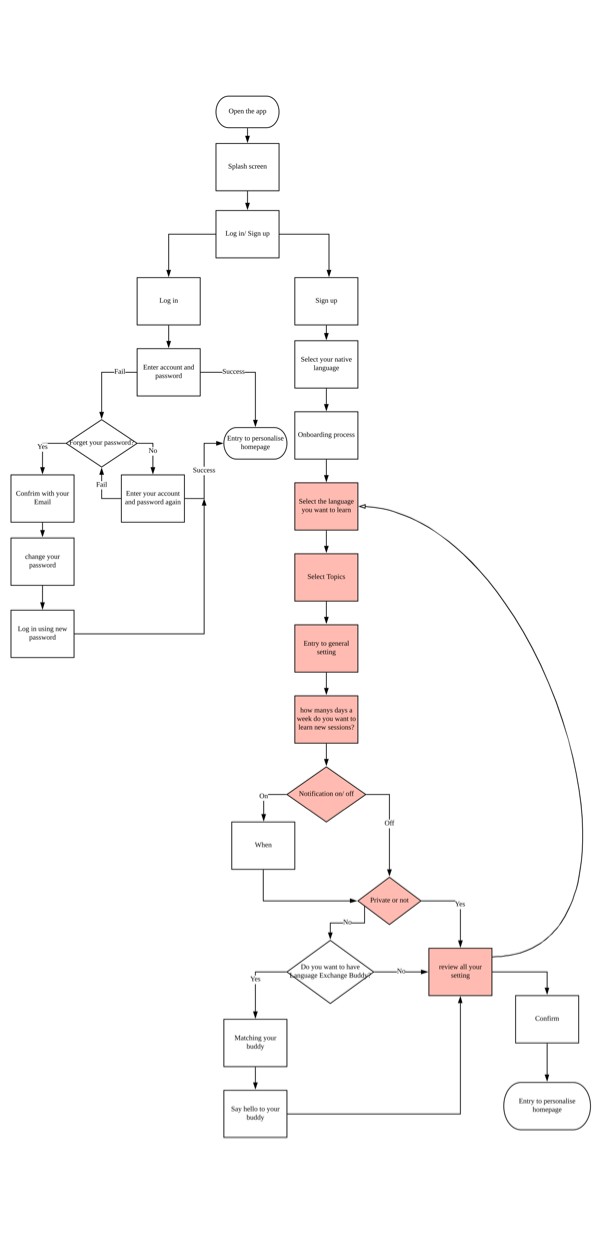 Open the app
Splash screen
Log in/ Sign up
Log in
Sign up
Enter account and
password
Select your native
language
Fail
Success
Forget your password?
Entry to personalise
homepage
Onboarding process
Yes
No
Success
Fail
Confrim with your
Email
Enter your account
and password again
Select the language
you want to learn
change your
password
Select Topics
Log in using new
password
Entry to general
setting
how manys days a
week do you want to
learn new sessions?
Notification on/ off
On
Off
When
Private or not
Yes
No
Do you want to have
Language Exchange Buddy?
No
Yes
review all your
setting
Matching your
buddy
Confirm
Say hello to your
buddy
Entry to personalise
homepage